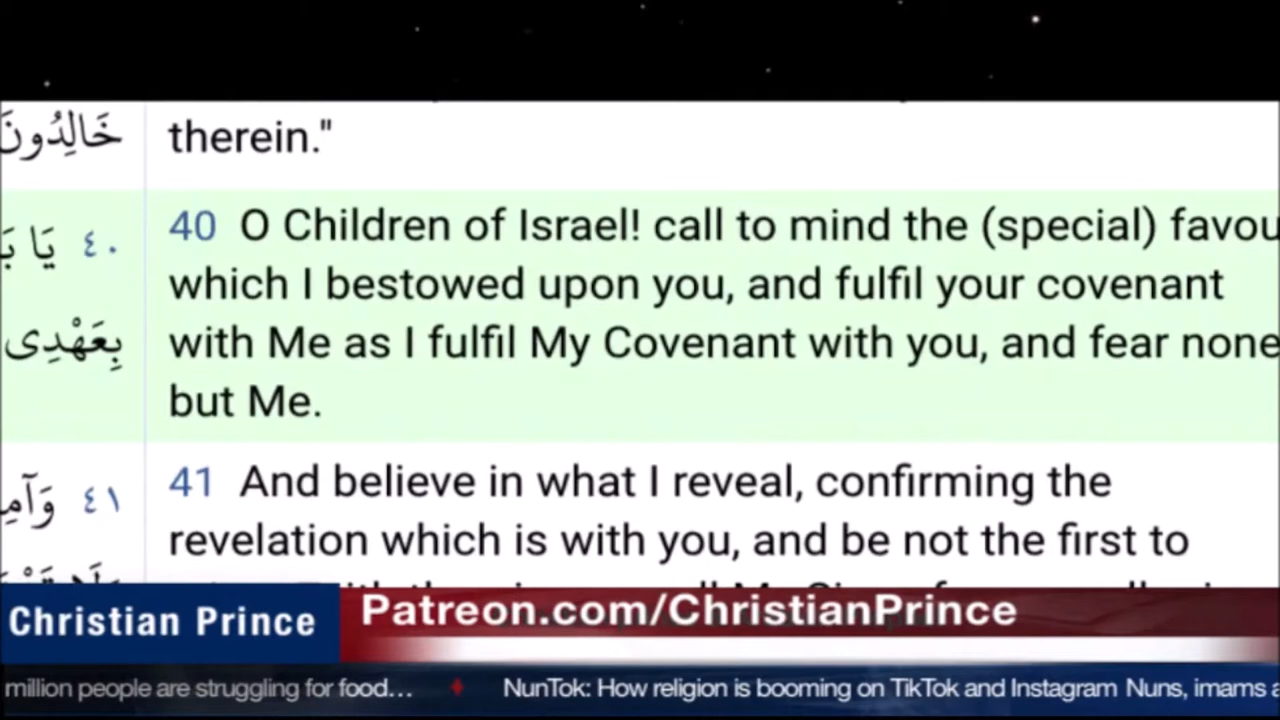 خَالِدُونَ
therein."
٤٠ يَا
40 O Children of Israel! call to mind the (special) favou
which I bestowed upon you, and fulfil your covenant
بِعَهْدِى
with Me as I fulfil My Covenant with you, and fear none
but Me.
٤١
41 And believe in what I reveal, confirming the
revelation which is with you, and be not the first to
Christian Prince
Patreon.com/ChristianPrince
million people are struggling for food... NunTok: How religion is booming on TikTok and Instagram Nuns, imams a